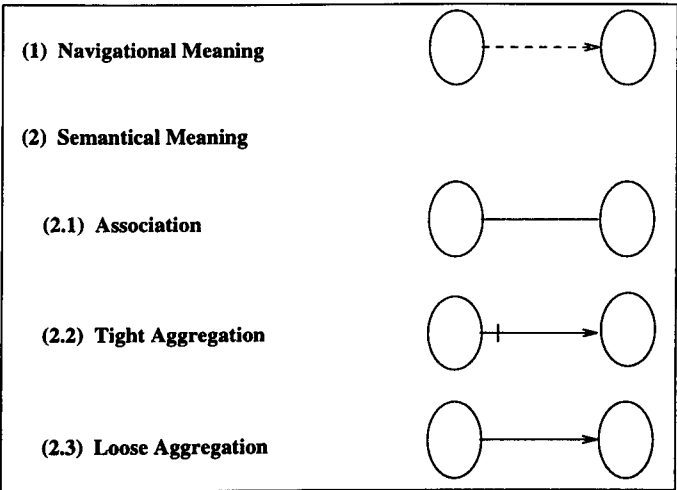 (1) Navigational Meaning
(2) Semantical Meaning
(2.1) Association
(2.2) Tight Aggregation
(2.3) Loose Aggregation